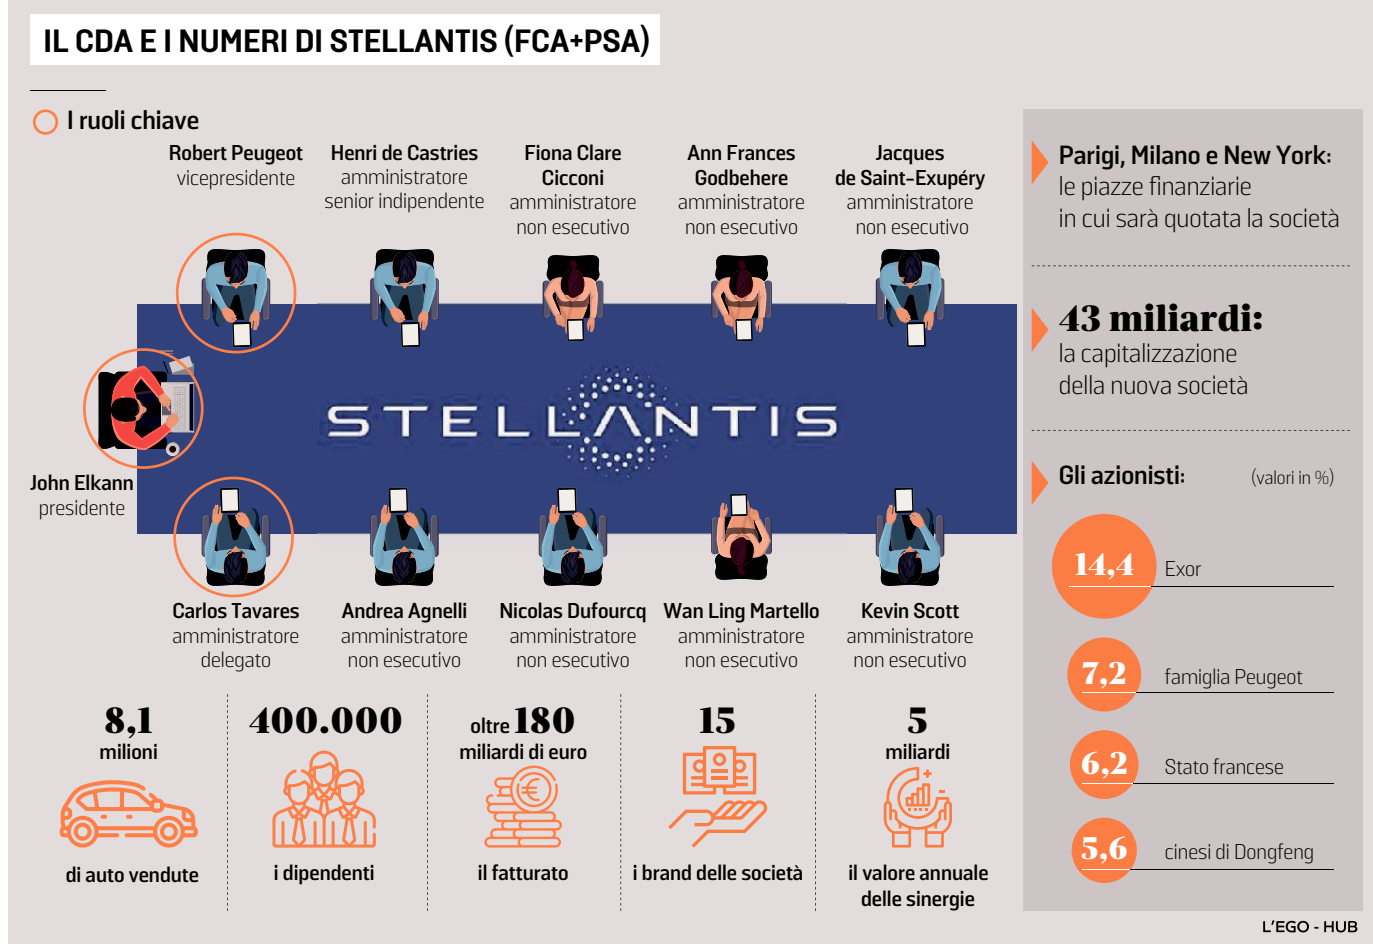 IL CDA E I NUMERI DI STELLANTIS (FCA+PSA)
I ruoli chiave
Robert Peugeot
vicepresidente
Henri de Castries
amministratore
senior indipendente
Fiona Clare
Cicconi
amministratore
non esecutivo
Ann Frances
Godbehere
amministratore
non esecutivo
Jacques
de Saint-Exupéry
amministratore
non esecutivo
STELLANTIS
John Elkann
presidente
Carlos Tavares
amministratore
delegato
Andrea Agnelli
amministratore
non esecutivo
Nicolas Dufourcq
amministratore
non esecutivo
Wan Ling Martello
amministratore
non esecutivo
Kevin Scott
amministratore
non esecutivo
8,1
milioni
di auto vendute
400.000
i dipendenti
oltre 180
miliardi di euro
€
il fatturato
15
i brand delle società
5
miliardi
il valore annuale
delle sinergie
Parigi, Milano e New York:
le piazze finanziarie
in cui sarà quotata la società
43 miliardi:
la capitalizzazione
della nuova società
Gli azionisti: (valori in %)
14,4 Exor
7,2 famiglia Peugeot
6,2 Stato francese
5,6 cinesi di Dongfeng
L'EGO - HUB